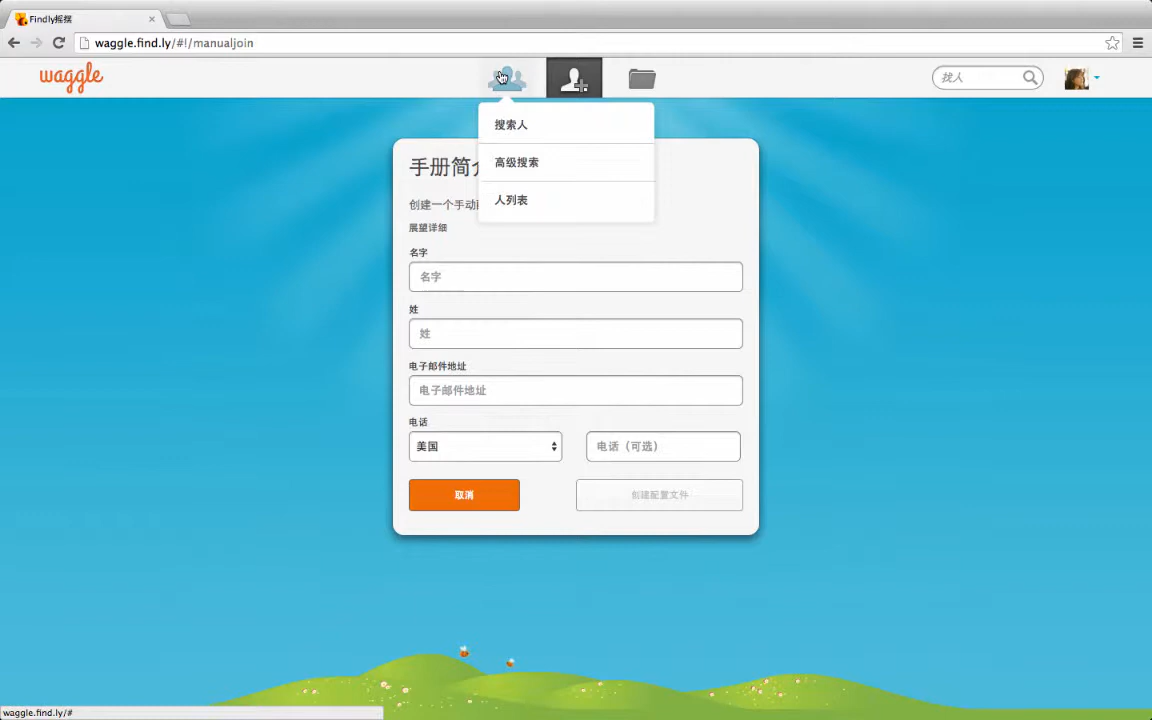 Findly摇摆
waggle.find.ly/#!/manualjoin
waggle
找人
搜索人
高级搜索
人列表
手册简
创建一个手动
展望详细
名字
名字
姓
姓
电子邮件地址
电子邮件地址
电话
美国
电话（可选）
取消
创建配置文件
waggle.find.ly/#